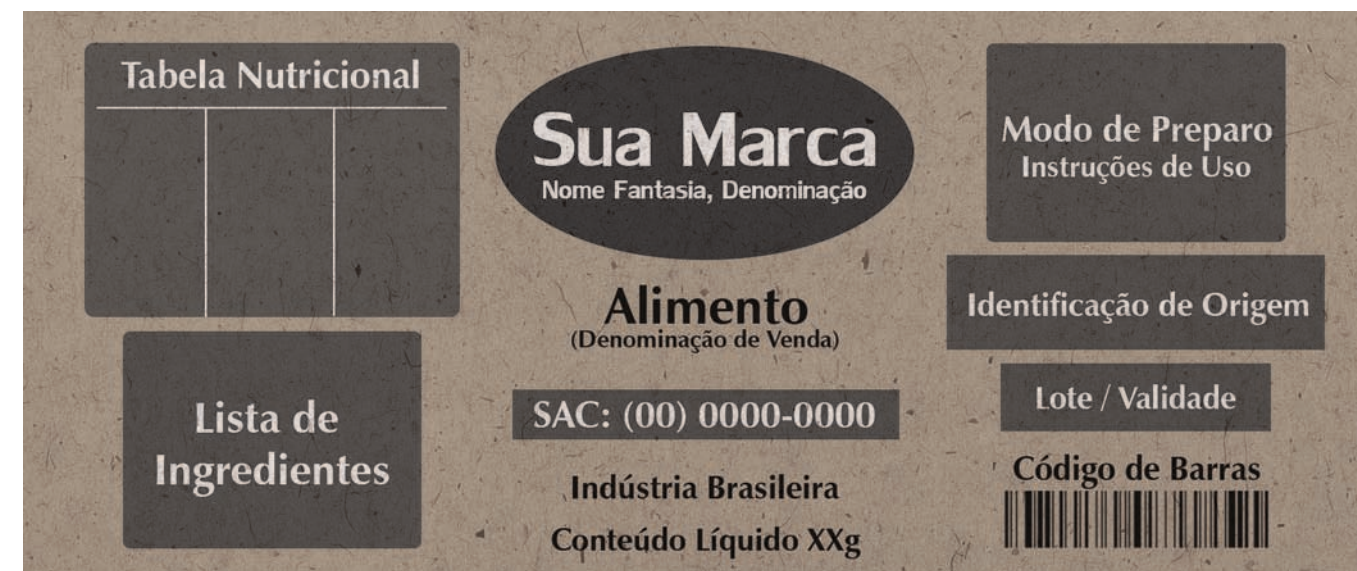 Tabela Nutricional
Lista de
Ingredientes
Sua Marca
Nome Fantasia, Denominação
Alimento
(Denominação de Venda)
SAC: (00) 0000-0000
Indústria Brasileira
Conteúdo Líquido XXg
Modo de Preparo
Instruções de Uso
Identificação de Origem
Lote / Validade
Código de Barras